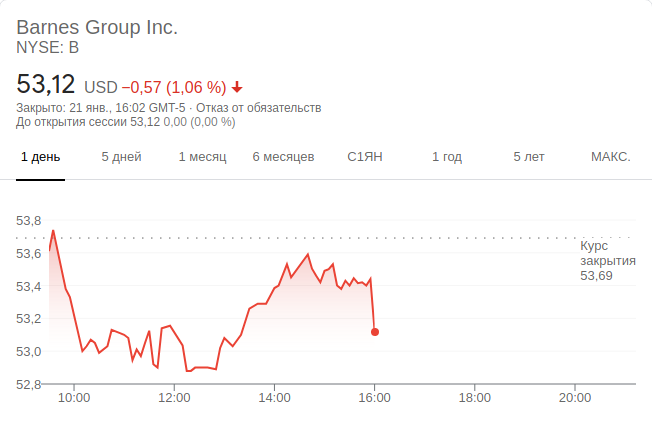 Barnes Group Inc.
NYSE: B
53,12 USD −0,57 (1,06 %)
Закрыто: 21 янв., 16:02 GMT-5 · Отказ от обязательств
До открытия сессии 53,12 0,00 (0,00 %)
1 день 5 дней 1 месяц 6 месяцев С1ЯН 1 год 5 лет МАКС.
53,8
Курс
закрытия
53,69
53,6
53,4
53,2
53,0
52,8
10:00 12:00 14:00 16:00 18:00 20:00